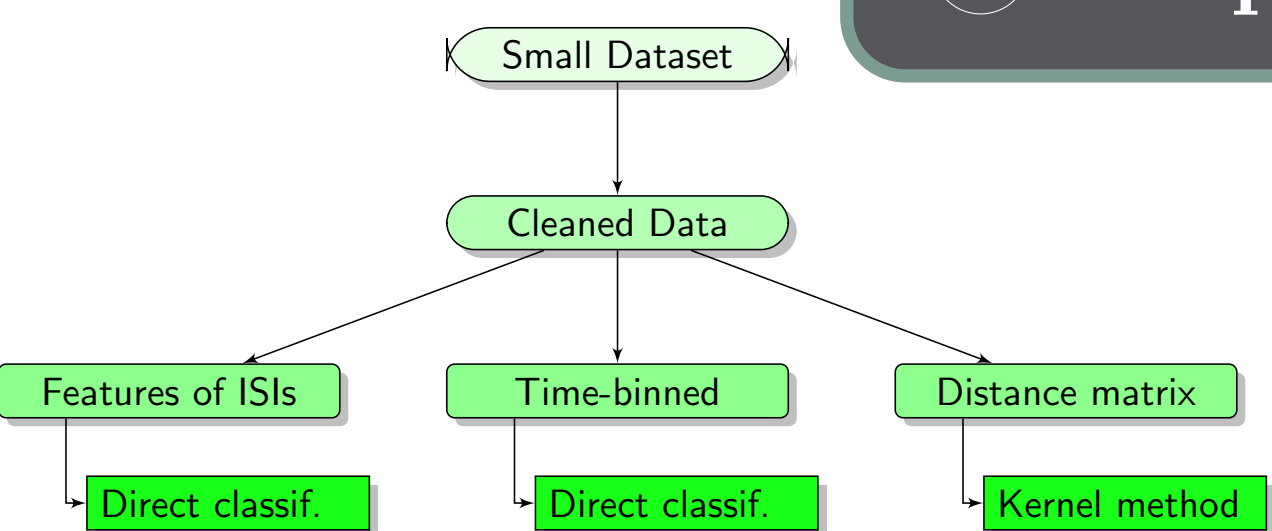 Small Dataset
Cleaned Data
Features of ISIs
Time-binned
Distance matrix
Direct classif.
Direct classif.
Kernel method